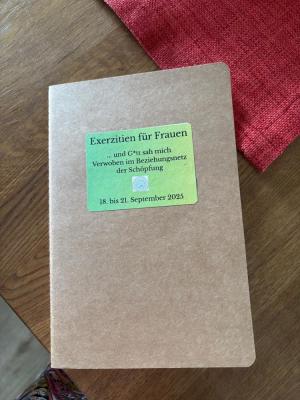 Exerzitien für Frauen
... und G*tt sah mich
Verwoben im Beziehungsnetz
der Schöpfung
18. bis 21. September 2025